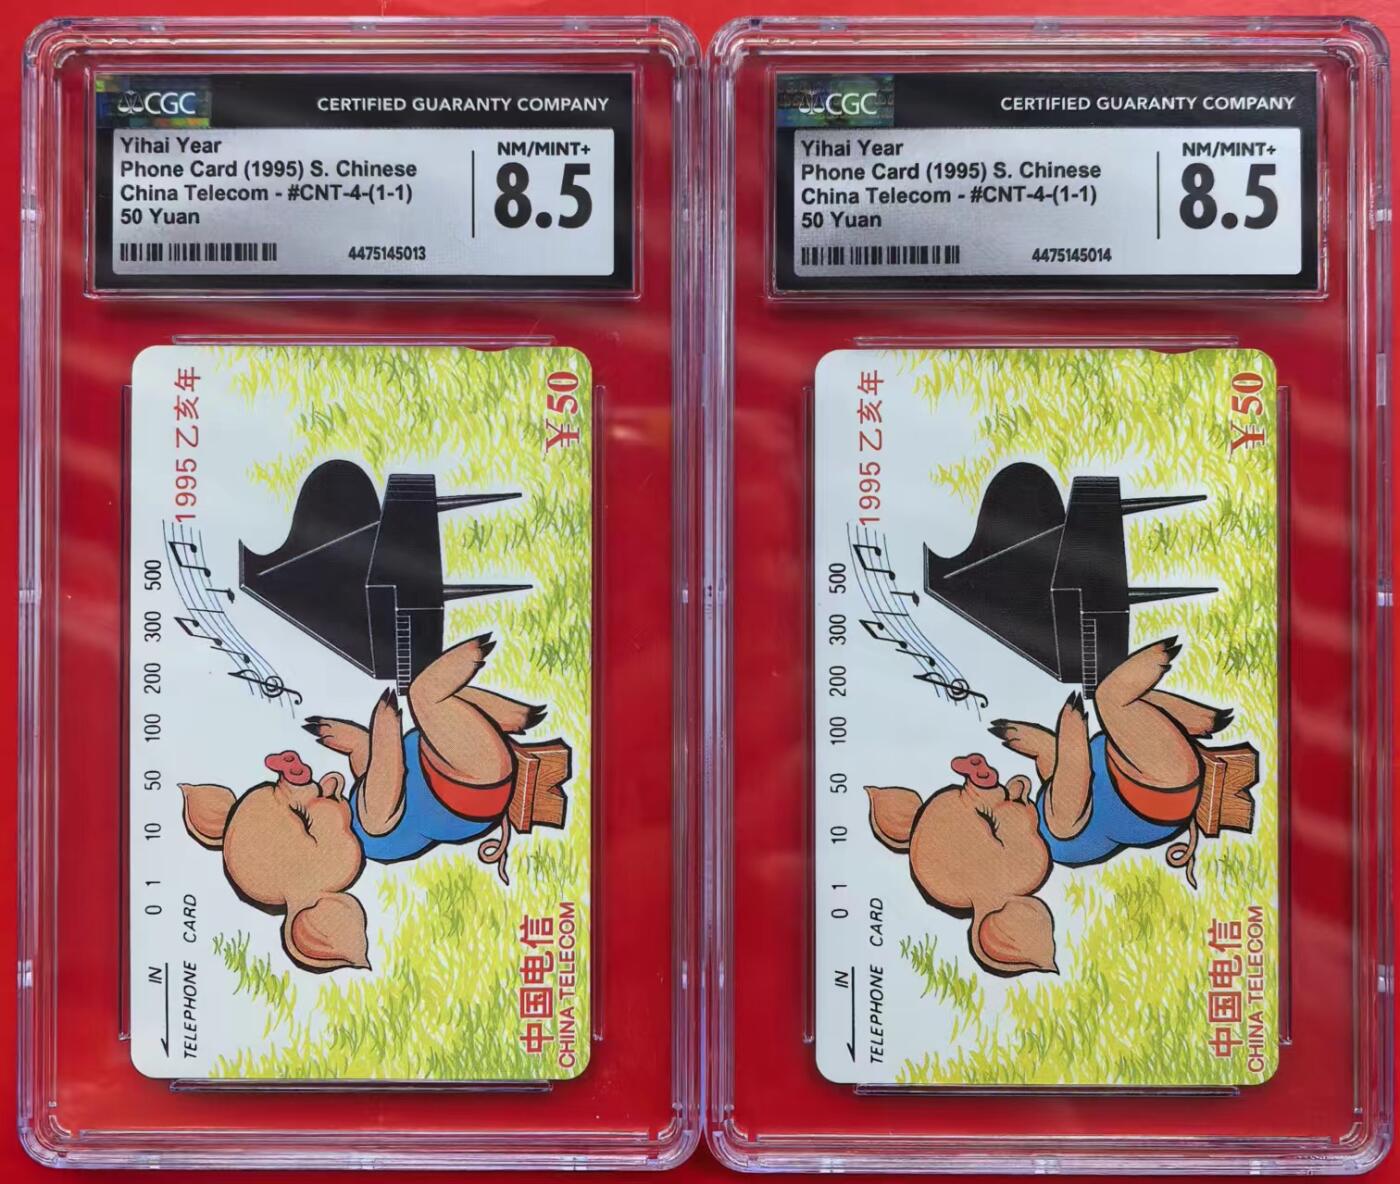 CGC
CERTIFIED GUARANTY COMPANY
Yihai Year
Phone Card (1995) S. Chinese
China Telecom - #CNT-4-(1-1)
50 Yuan
NM/MINT+
8.5
4475145013
1995 乙亥年
¥50
0 1 10 50 100 200 300 500
IN
TELEPHONE CARD
中国电信
CHINA TELECOM
CGC
CERTIFIED GUARANTY COMPANY
Yihai Year
Phone Card (1995) S. Chinese
China Telecom - #CNT-4-(1-1)
50 Yuan
NM/MINT+
8.5
4475145014
1995 乙亥年
¥50
0 1 10 50 100 200 300 500
IN
TELEPHONE CARD
中国电信
CHINA TELECOM